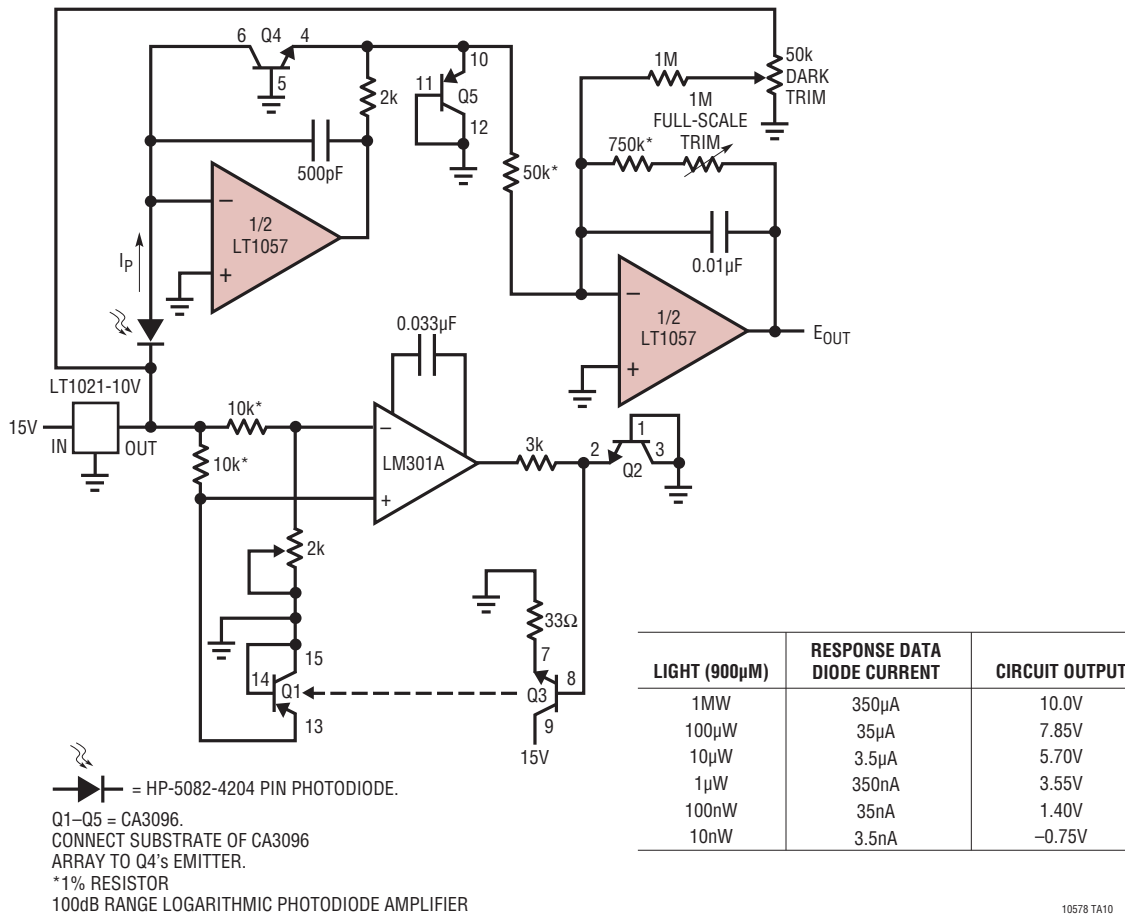 6 Q4 4
5
2k
500pF
1/2
LT1057
−
+
I_P
10
11 Q5
12
50k*
1M
50k
DARK
TRIM
1M
FULL-SCALE
TRIM
750k*
0.01µF
−
+
1/2
LT1057
E_OUT
LT1021-10V
15V
IN OUT
10k*
10k*
0.033µF
−
+
LM301A
3k
2 1 3
Q2
2k
33Ω
15
14 Q1
13
7
Q3 8
9
15V
= HP-5082-4204 PIN PHOTODIODE.
Q1–Q5 = CA3096.
CONNECT SUBSTRATE OF CA3096
ARRAY TO Q4's EMITTER.
*1% RESISTOR
100dB RANGE LOGARITHMIC PHOTODIODE AMPLIFIER
LIGHT (900µM) RESPONSE DATA DIODE CURRENT CIRCUIT OUTPUT
1MW 350µA 10.0V
100µW 35µA 7.85V
10µW 3.5µA 5.70V
1µW 350nA 3.55V
100nW 35nA 1.40V
10nW 3.5nA –0.75V
10578 TA10